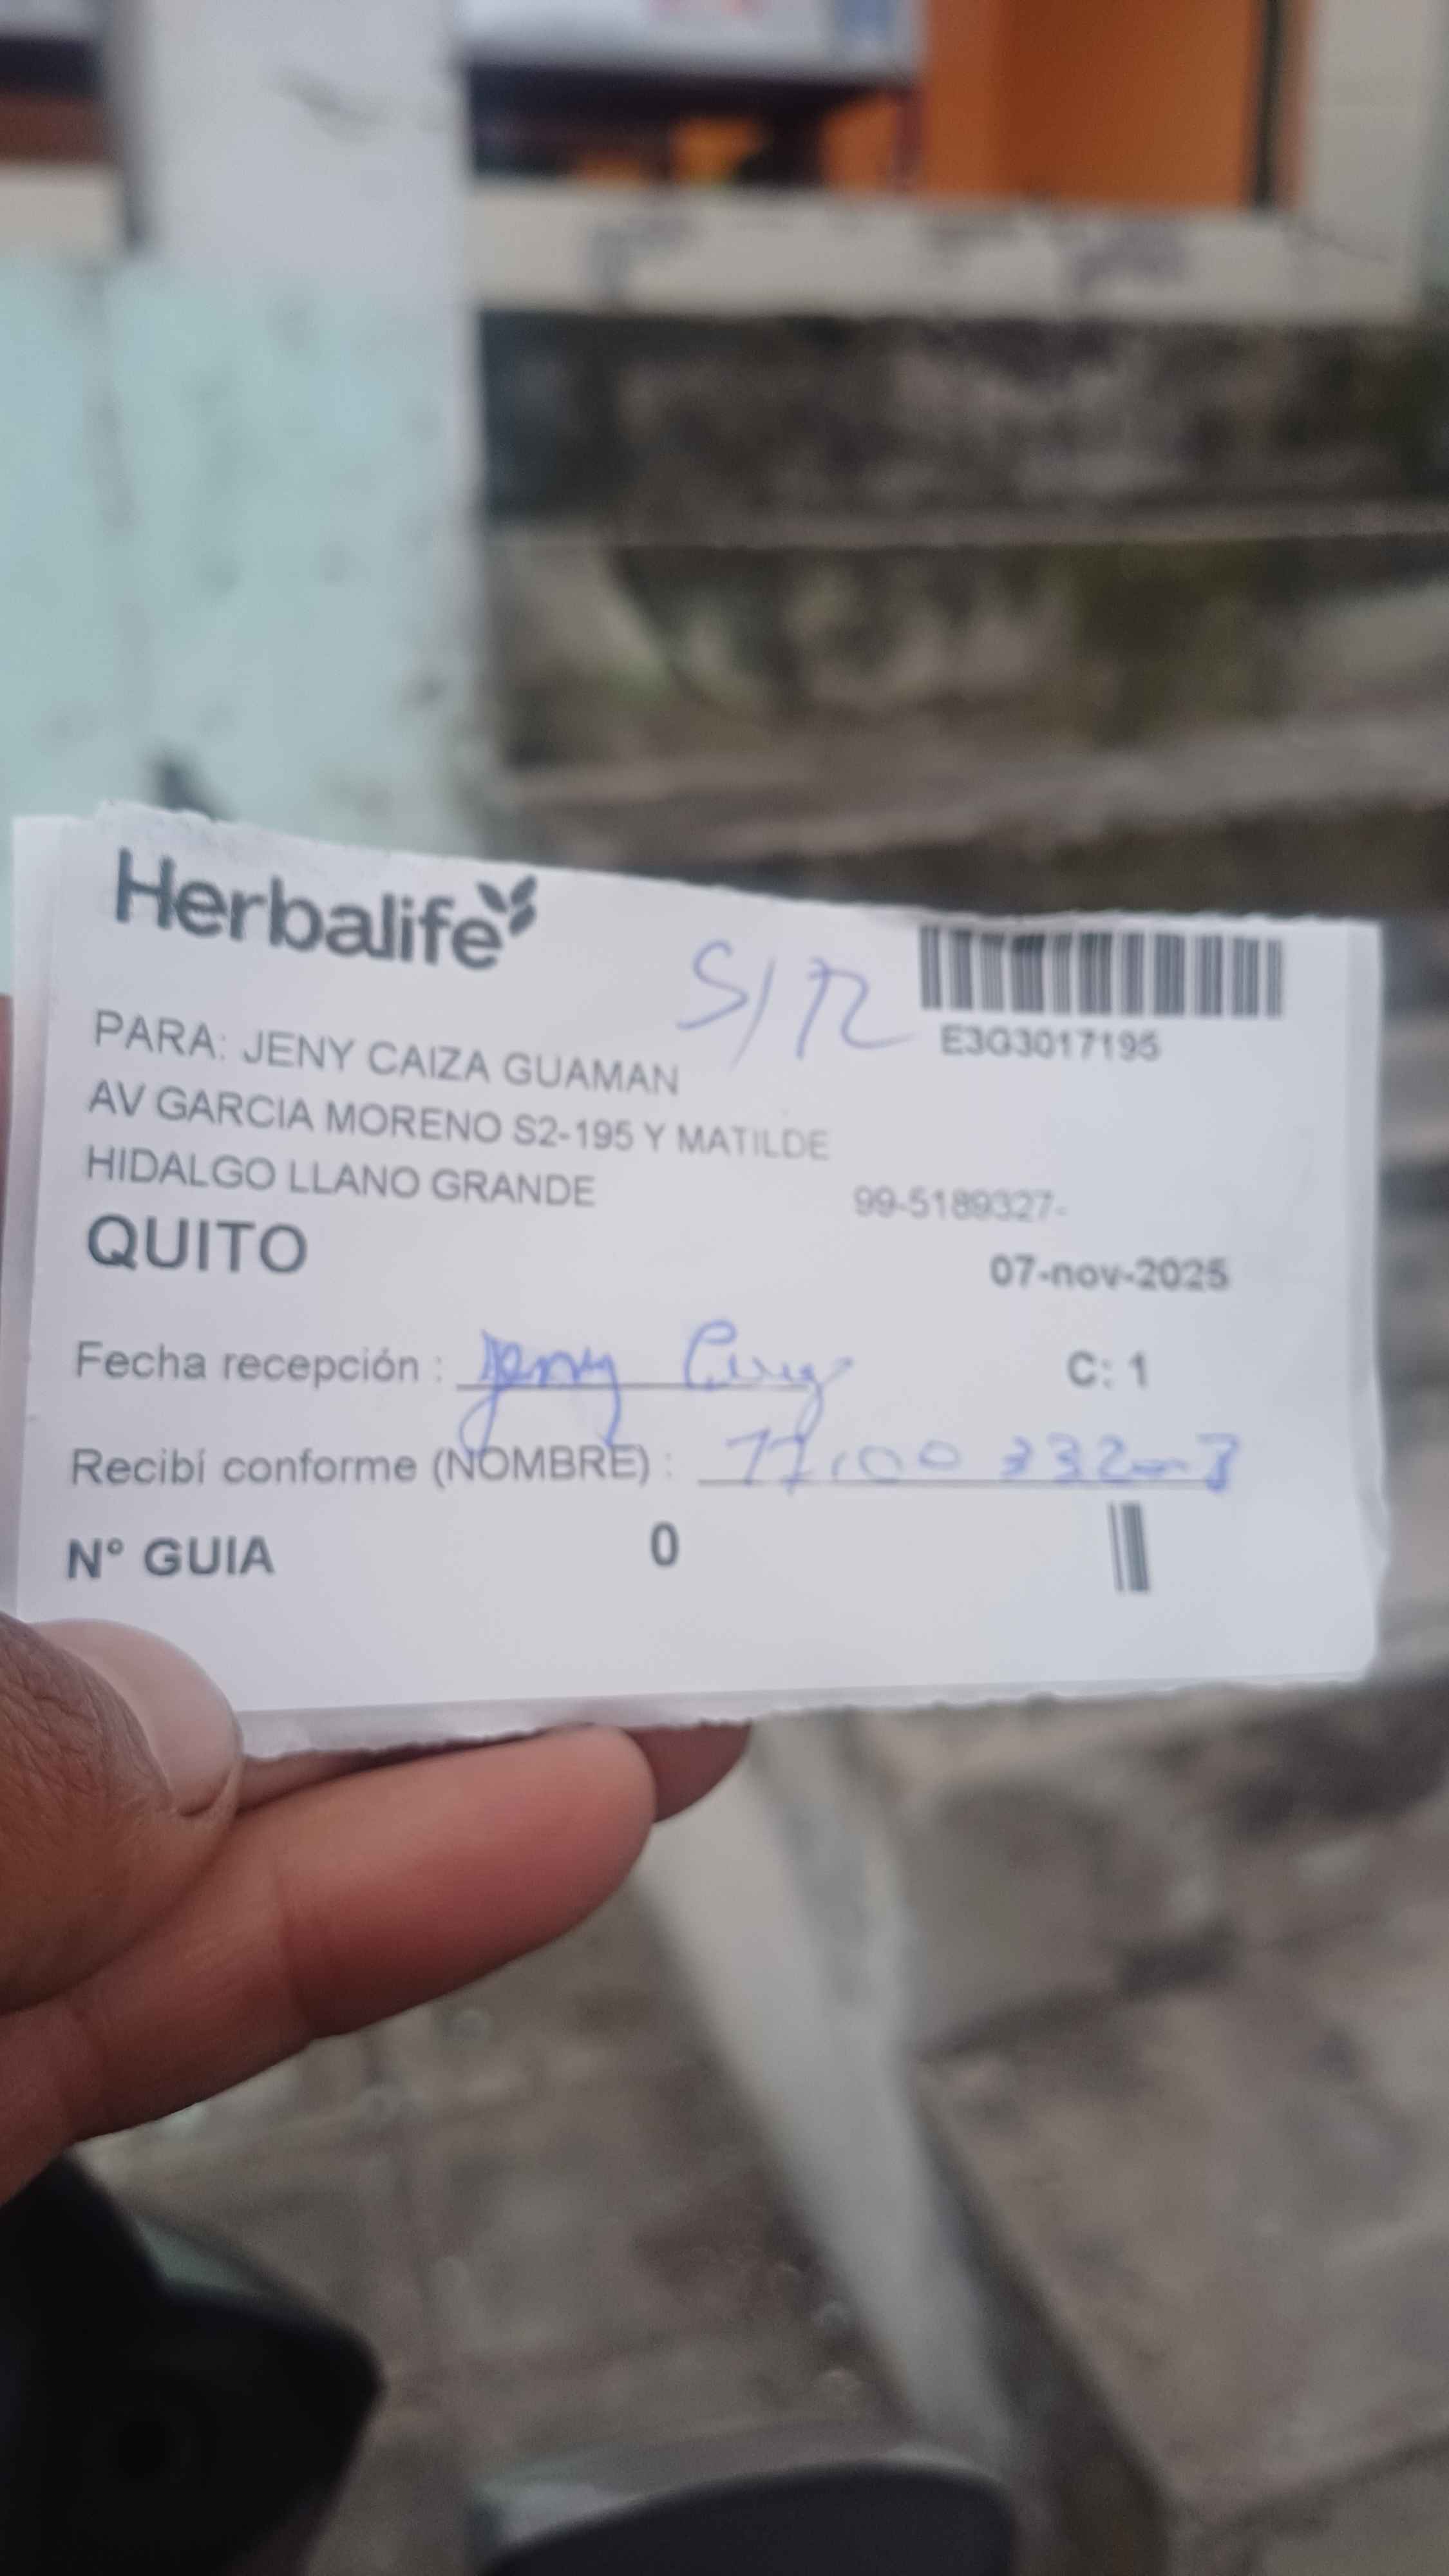 Herbalife
S/R
E3G3017195
PARA: JENY CAIZA GUAMAN
AV GARCIA MORENO S2-195 Y MATILDE
HIDALGO LLANO GRANDE
99-5189327-
QUITO
07-nov-2025
Fecha recepción : Jeny
C: 1
Recibí conforme (NOMBRE) :
N° GUIA 0